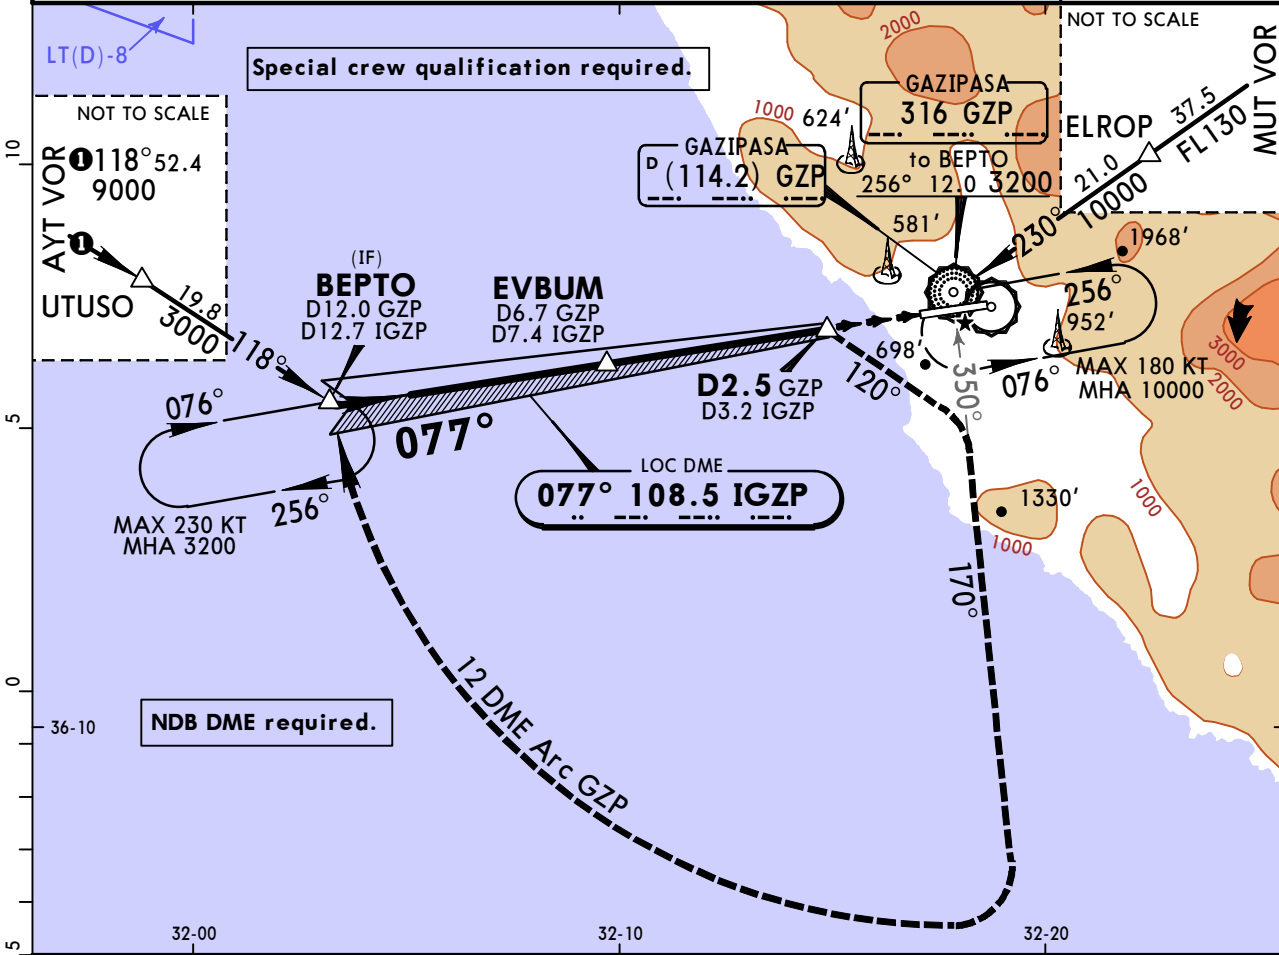 LT(D)-8
Special crew qualification required.
2000
NOT TO SCALE
MUT VOR
37.5
FL130
ELROP
21.0
10000
230°
GAZIPASA
316 GZP
1000
624'
GAZIPASA
D (114.2) GZP
to BEPTO
256° 12.0 3200
581'
1968'
NOT TO SCALE
AYT VOR
1 118° 52.4
9000
1
UTUSO
19.8
3000
118°
(IF)
BEPTO
D12.0 GZP
D12.7 IGZP
EVBUM
D6.7 GZP
D7.4 IGZP
256°
952'
698'
076°
MAX 180 KT
MHA 10000
3000
2000
D2.5 GZP
D3.2 IGZP
120°
350°
076°
077°
256°
MAX 230 KT
MHA 3200
LOC DME
077° 108.5 IGZP
1330'
1000
1000
170°
12 DME Arc GZP
NDB DME required.
10
5
0
5
36-10
32-00
32-10
32-20